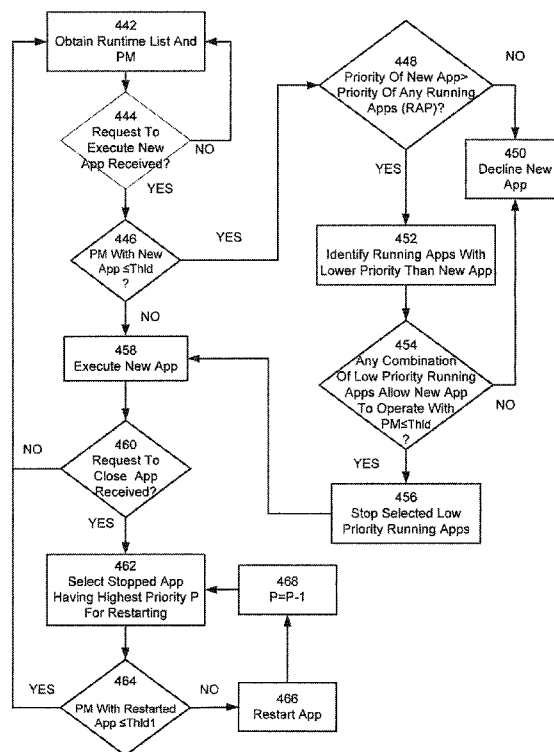 442
Obtain Runtime List And
PM
444
Request To
Execute New
App Received?
NO
YES
446
PM With New
App ≤Thld
?
YES
NO
448
Priority Of New App>
Priority Of Any Running
Apps (RAP)?
NO
YES
450
Decline New
App
452
Identify Running Apps With
Lower Priority Than New App
454
Any Combination
Of Low Priority Running
Apps Allow New App
To Operate With
PM≤Thld
?
NO
YES
456
Stop Selected Low
Priority Running Apps
458
Execute New App
460
Request To
Close App
Received?
NO
YES
462
Select Stopped App
Having Highest Priority P
For Restarting
468
P=P-1
464
PM With Restarted
App ≤Thld1
YES
NO
466
Restart App